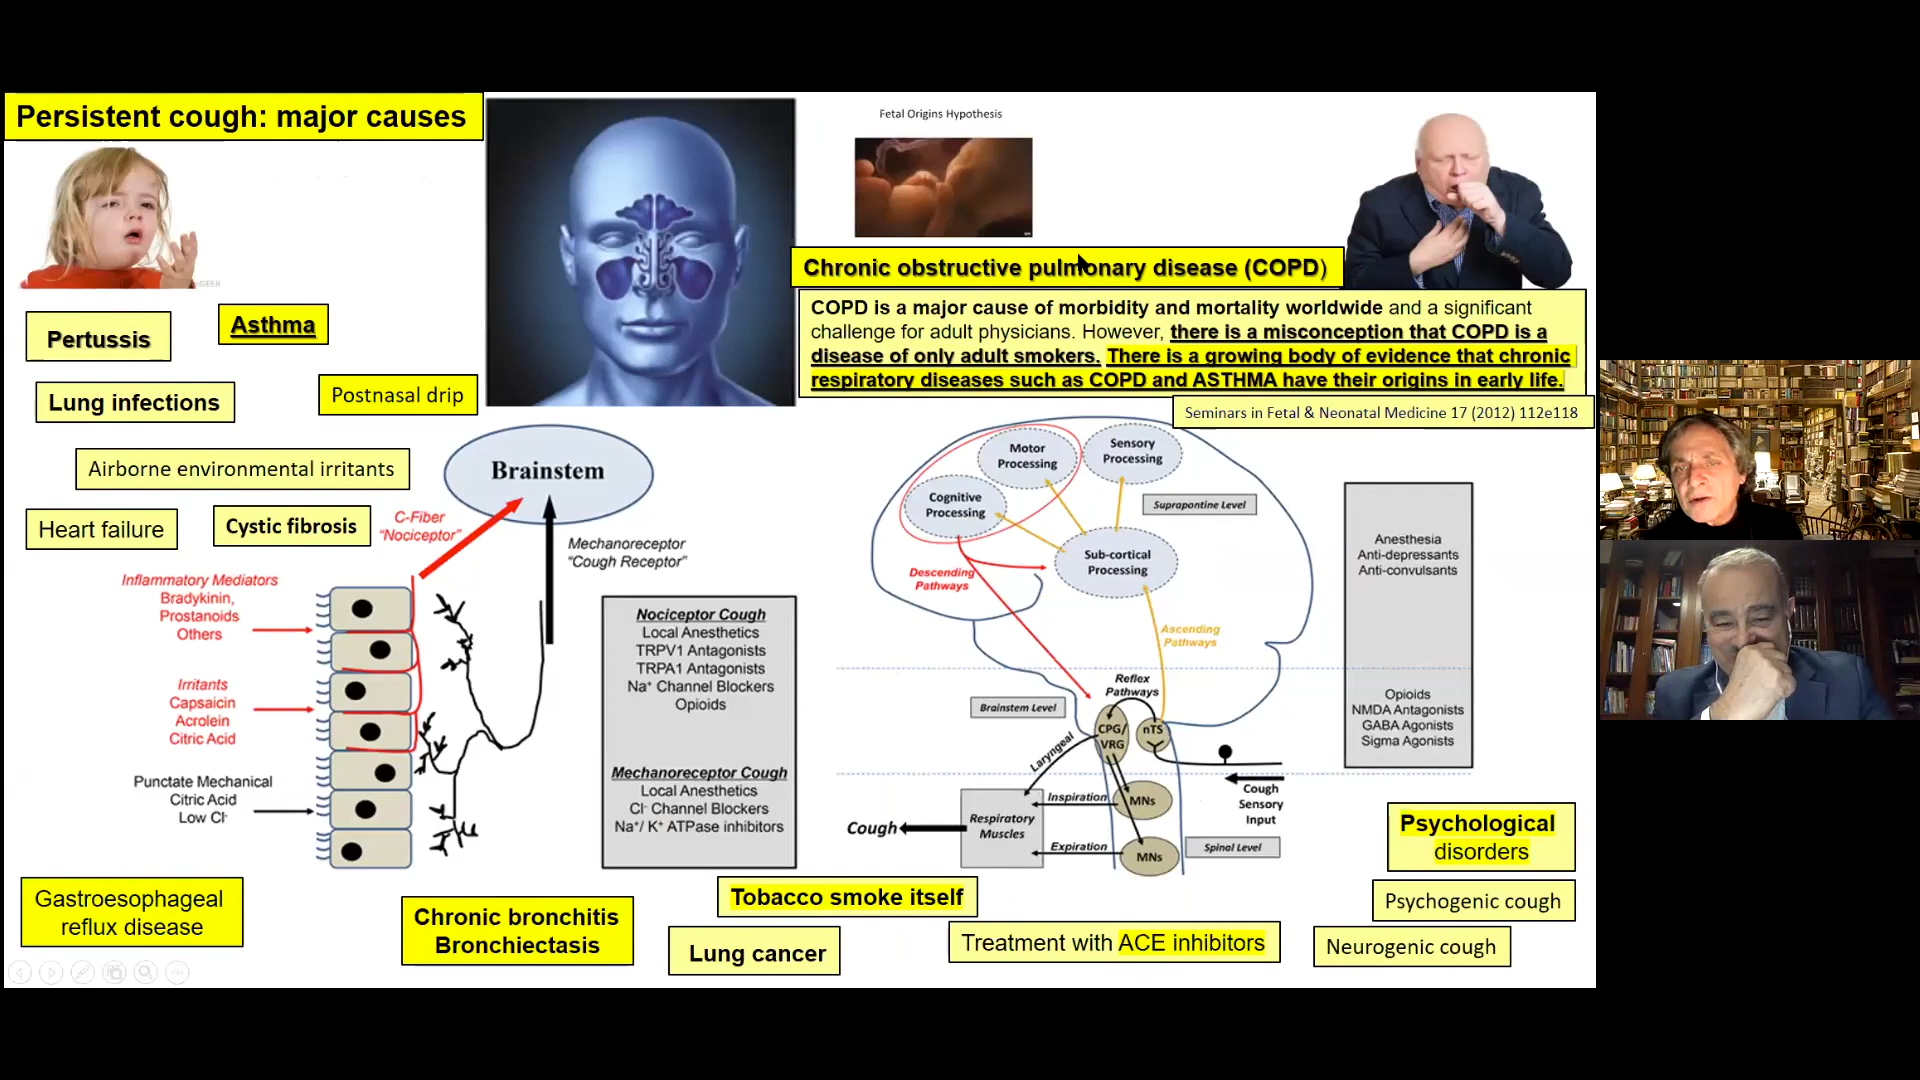 Persistent cough: major causes
Fetal Origins Hypothesis
Chronic obstructive pulmonary disease (COPD)
COPD is a major cause of morbidity and mortality worldwide and a significant
challenge for adult physicians. However, there is a misconception that COPD is a
disease of only adult smokers. There is a growing body of evidence that chronic
respiratory diseases such as COPD and ASTHMA have their origins in early life.
Seminars in Fetal & Neonatal Medicine 17 (2012) 112e118
Pertussis
Asthma
Lung infections
Postnasal drip
Airborne environmental irritants
Heart failure
Cystic fibrosis
Brainstem
C-Fiber
"Nociceptor"
Mechanoreceptor
"Cough Receptor"
Inflammatory Mediators
Bradykinin,
Prostanoids
Others
Irritants
Capsaicin
Acrolein
Citric Acid
Punctate Mechanical
Citric Acid
Low Cl-
Nociceptor Cough
Local Anesthetics
TRPV1 Antagonists
TRPA1 Antagonists
Na+ Channel Blockers
Opioids
Mechanoreceptor Cough
Local Anesthetics
Cl- Channel Blockers
Na+/ K+ ATPase inhibitors
Motor
Processing
Sensory
Processing
Cognitive
Processing
Suprapontine Level
Sub-cortical
Processing
Descending
Pathways
Ascending
Pathways
Reflex
Pathways
Brainstem Level
CPG/
VRG
nTS
Laryngeal
Inspiration
MNs
Respiratory
Muscles
Cough
Expiration
MNs
Cough
Sensory
Input
Spinal Level
Anesthesia
Anti-depressants
Anti-convulsants
Opioids
NMDA Antagonists
GABA Agonists
Sigma Agonists
Psychological
disorders
Psychogenic cough
Neurogenic cough
Gastroesophageal
reflux disease
Chronic bronchitis
Bronchiectasis
Tobacco smoke itself
Lung cancer
Treatment with ACE inhibitors